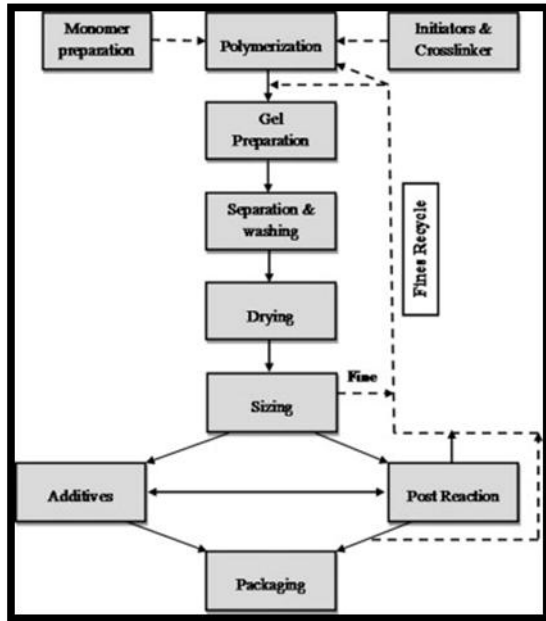 Monomer
preparation
Polymerization
Initiators &
Crosslinker
Gel
Preparation
Separation &
washing
Fines Recycle
Drying
Fine
Sizing
Additives
Post Reaction
Packaging